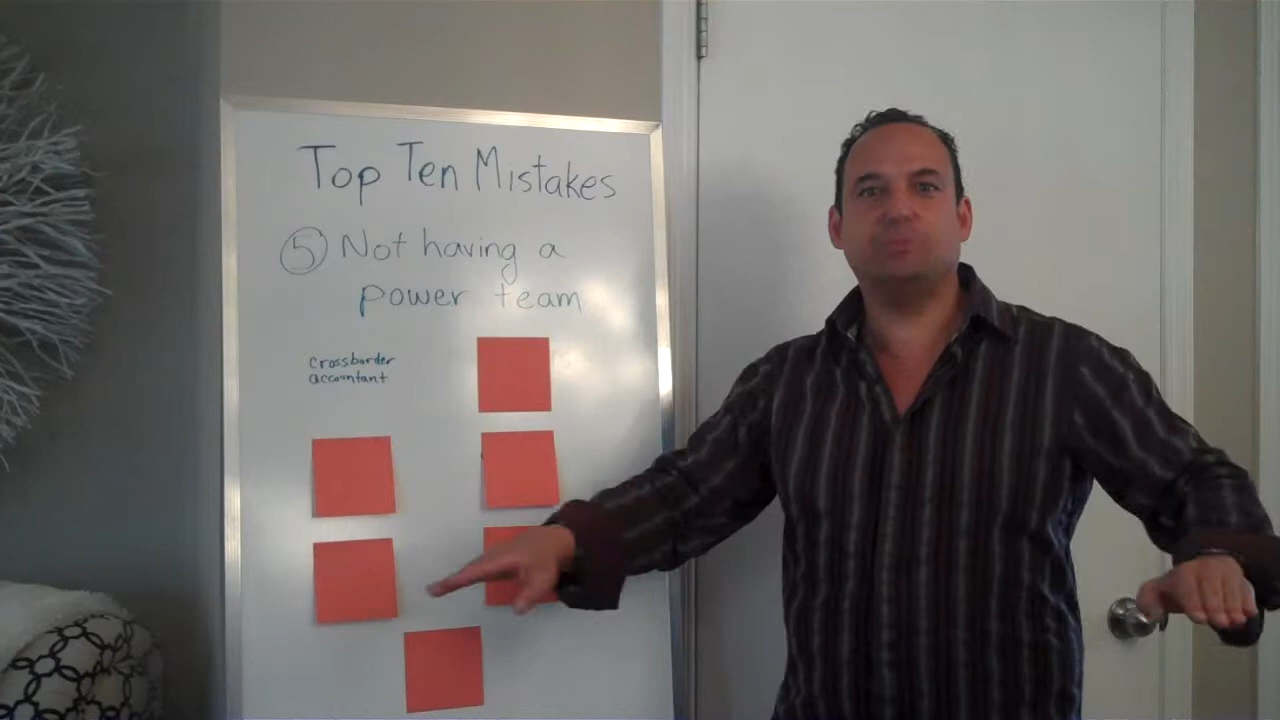 Top Ten Mistakes
5 Not having a
power team
crossborder
accountant